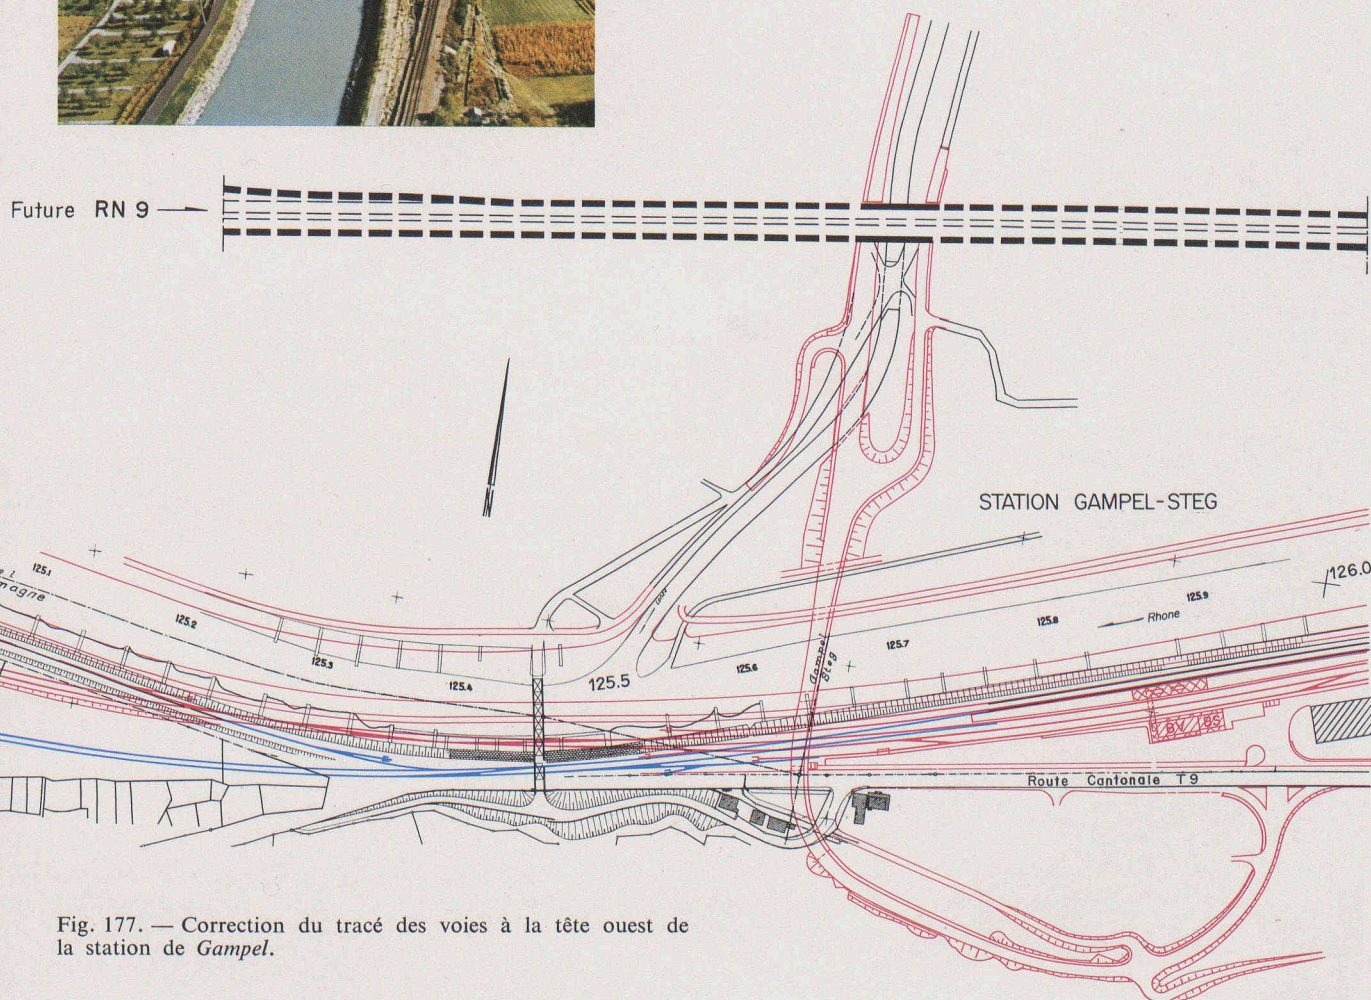 Future RN 9
STATION GAMPEL-STEG
125.1
125.2
125.3
125.4
125.5
125.6
125.7
125.8
125.9
126.0
Rhone
Gampel
Steg
BV
BS
Route Cantonale T9
Fig. 177. — Correction du tracé des voies à la tête ouest de
la station de Gampel.